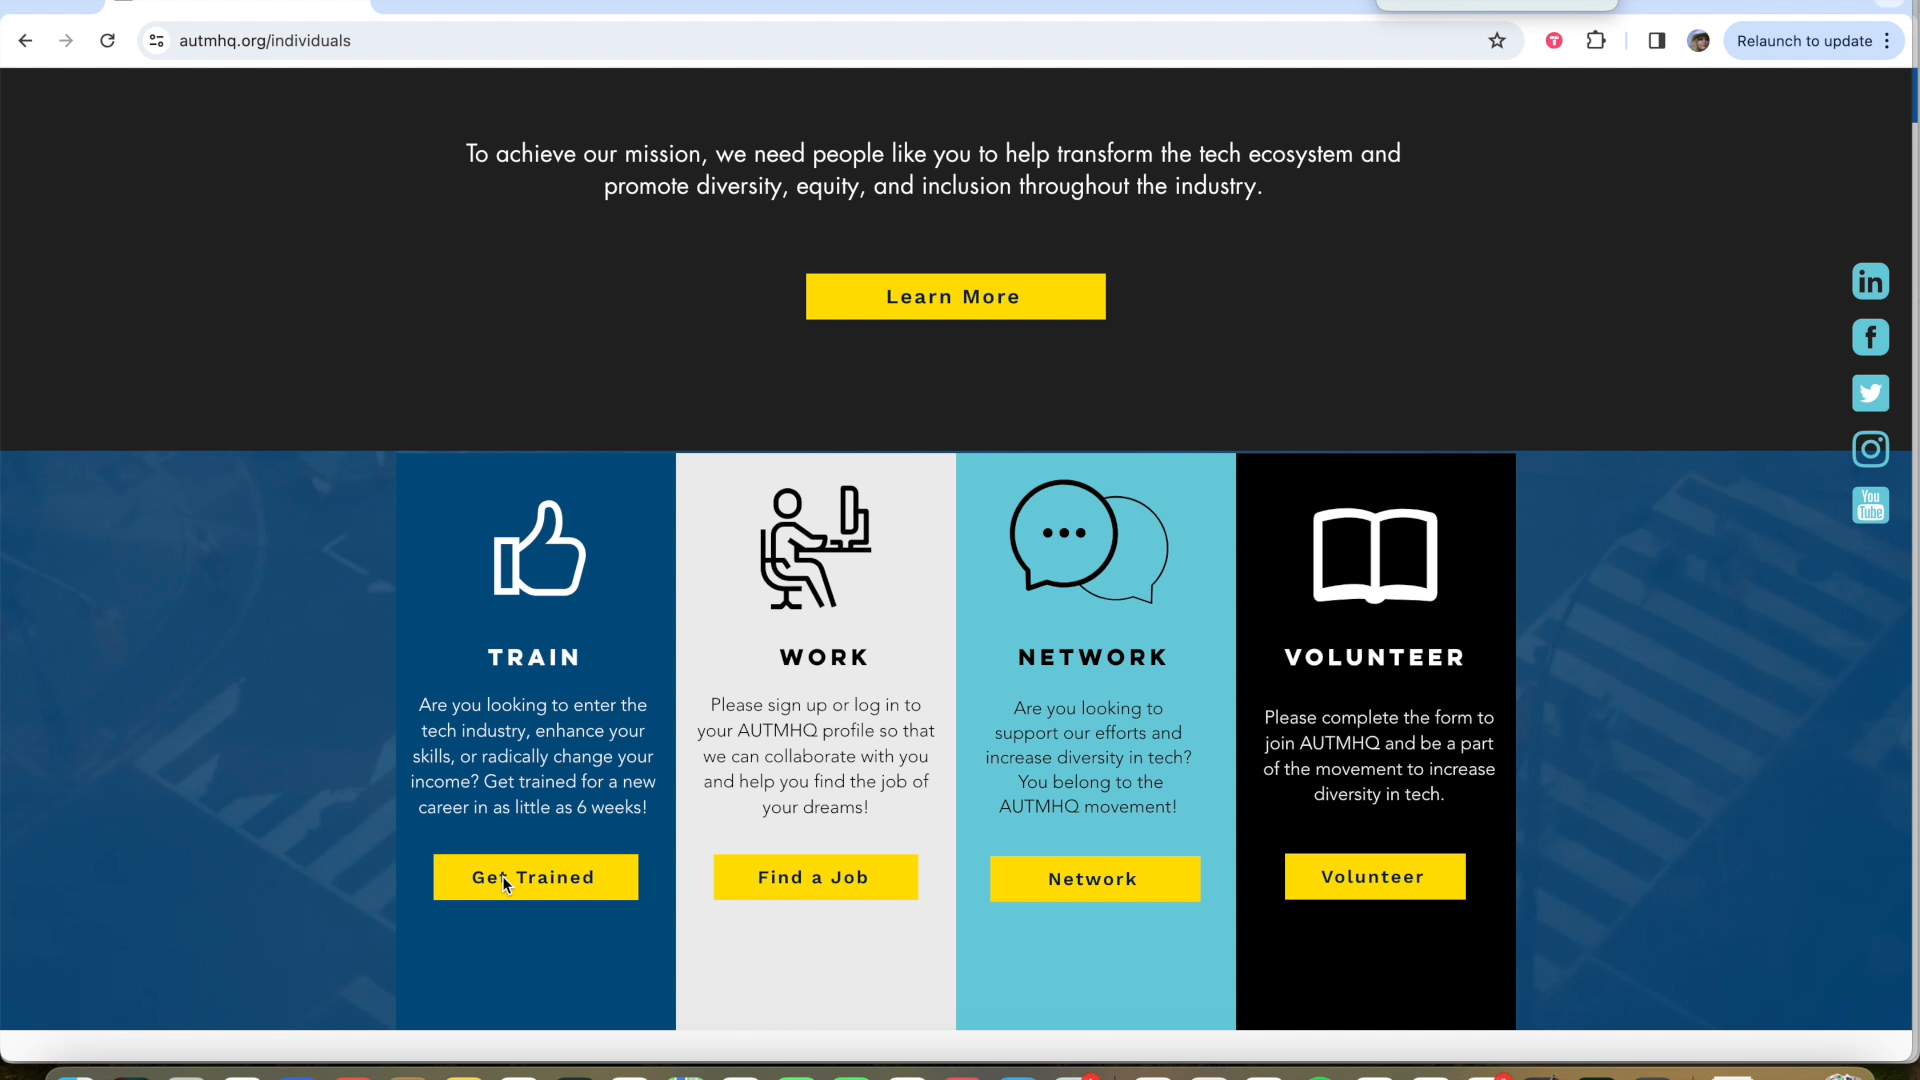 autmhq.org/individuals
Relaunch to update
To achieve our mission, we need people like you to help transform the tech ecosystem and
promote diversity, equity, and inclusion throughout the industry.
Learn More
in
f
You
Tube
TRAIN
Are you looking to enter the
tech industry, enhance your
skills, or radically change your
income? Get trained for a new
career in as little as 6 weeks!
Get Trained
WORK
Please sign up or log in to
your AUTMHQ profile so that
we can collaborate with you
and help you find the job of
your dreams!
Find a Job
NETWORK
Are you looking to
support our efforts and
increase diversity in tech?
You belong to the
AUTMHQ movement!
Network
VOLUNTEER
Please complete the form to
join AUTMHQ and be a part
of the movement to increase
diversity in tech.
Volunteer